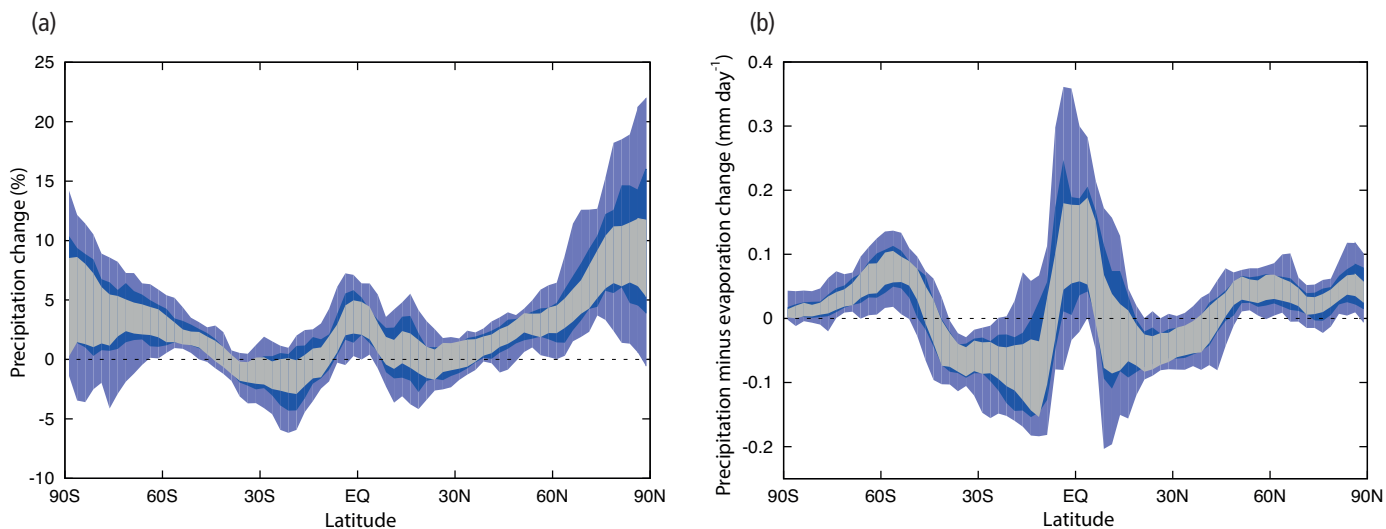 (a)
Precipitation change (%)
25
20
15
10
5
0
-5
-10
90S
60S
30S
EQ
30N
60N
90N
Latitude
(b)
Precipitation minus evaporation change (mm day-1)
0.4
0.3
0.2
0.1
0
-0.1
-0.2
90S
60S
30S
EQ
30N
60N
90N
Latitude